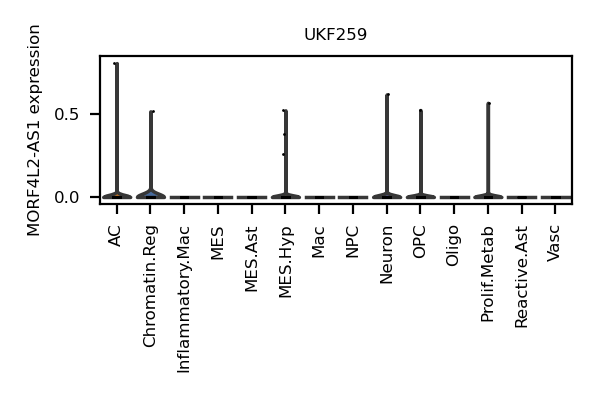 UKF259
MORF4L2-AS1 expression
0.5
0.0
AC
Chromatin.Reg
Inflammatory.Mac
MES
MES.Ast
MES.Hyp
Mac
NPC
Neuron
OPC
Oligo
Prolif.Metab
Reactive.Ast
Vasc